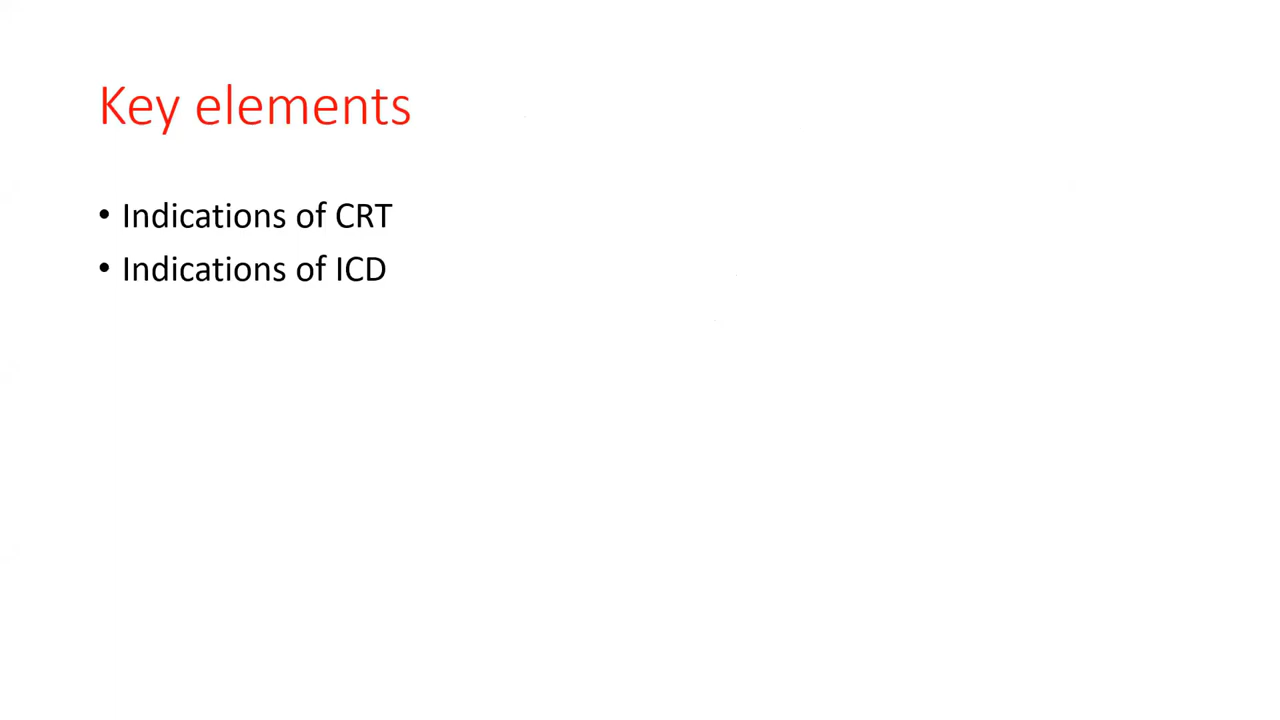 Key elements
• Indications of CRT
• Indications of ICD